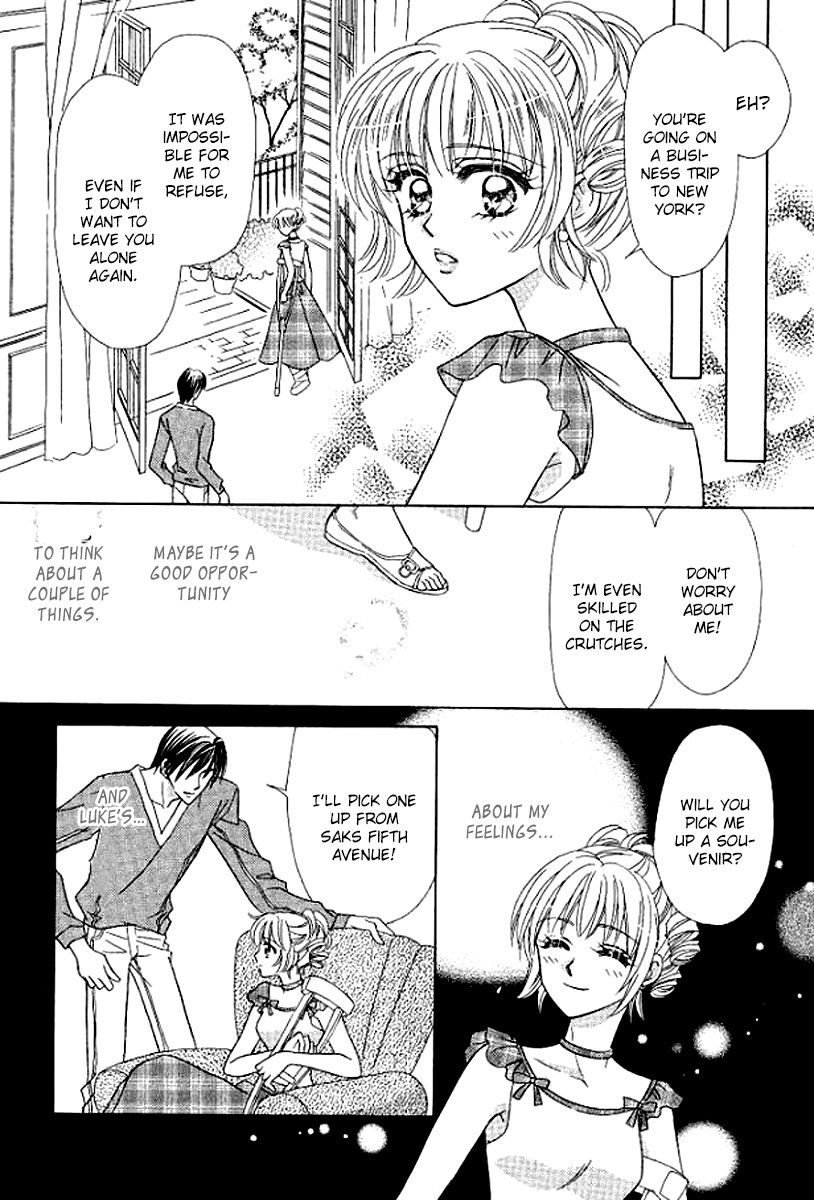 EH?
YOU'RE
GOING ON
A BUSI-
NESS TRIP
TO NEW
YORK?
IT WAS
IMPOSSI-
BLE FOR
ME TO
REFUSE,
EVEN IF
I DON'T
WANT TO
LEAVE YOU
ALONE
AGAIN.
DON'T
WORRY
ABOUT
ME!
I'M EVEN
SKILLED
ON THE
CRUTCHES.
MAYBE IT'S A
GOOD OPPOR-
TUNITY
TO THINK
ABOUT A
COUPLE OF
THINGS.
WILL YOU
PICK ME
UP A SOU-
VENIR?
ABOUT MY
FEELINGS...
I'LL PICK ONE
UP FROM
SAKS FIFTH
AVENUE!
AND
LUKE'S...